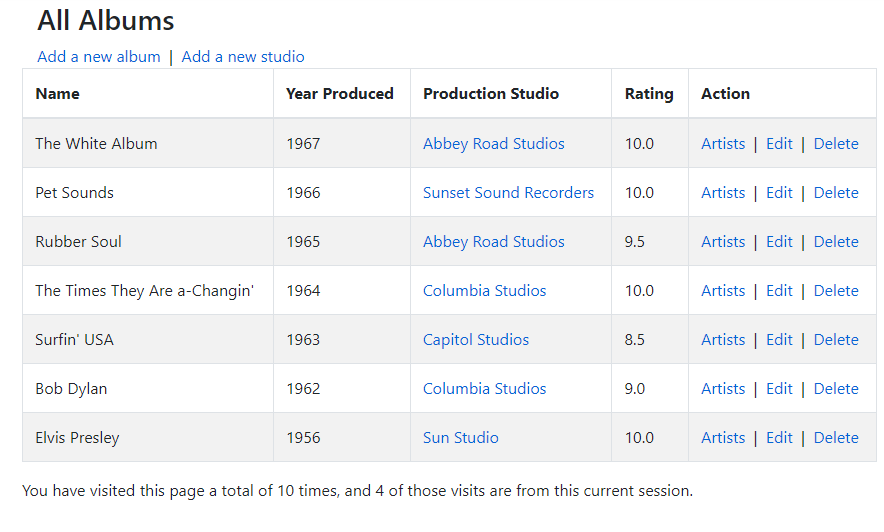 All Albums
Add a new album | Add a new studio
Name Year Produced Production Studio Rating Action
The White Album 1967 Abbey Road Studios 10.0 Artists | Edit | Delete
Pet Sounds 1966 Sunset Sound Recorders 10.0 Artists | Edit | Delete
Rubber Soul 1965 Abbey Road Studios 9.5 Artists | Edit | Delete
The Times They Are a-Changin' 1964 Columbia Studios 10.0 Artists | Edit | Delete
Surfin' USA 1963 Capitol Studios 8.5 Artists | Edit | Delete
Bob Dylan 1962 Columbia Studios 9.0 Artists | Edit | Delete
Elvis Presley 1956 Sun Studio 10.0 Artists | Edit | Delete
You have visited this page a total of 10 times, and 4 of those visits are from this current session.